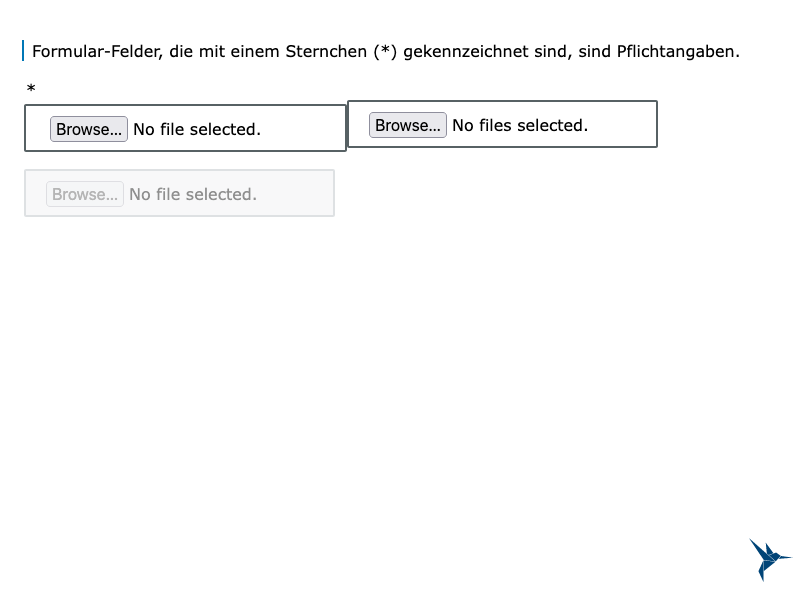 Formular-Felder, die mit einem Sternchen (*) gekennzeichnet sind, sind Pflichtangaben.
*
Browse... No file selected.
Browse... No files selected.
Browse... No file selected.